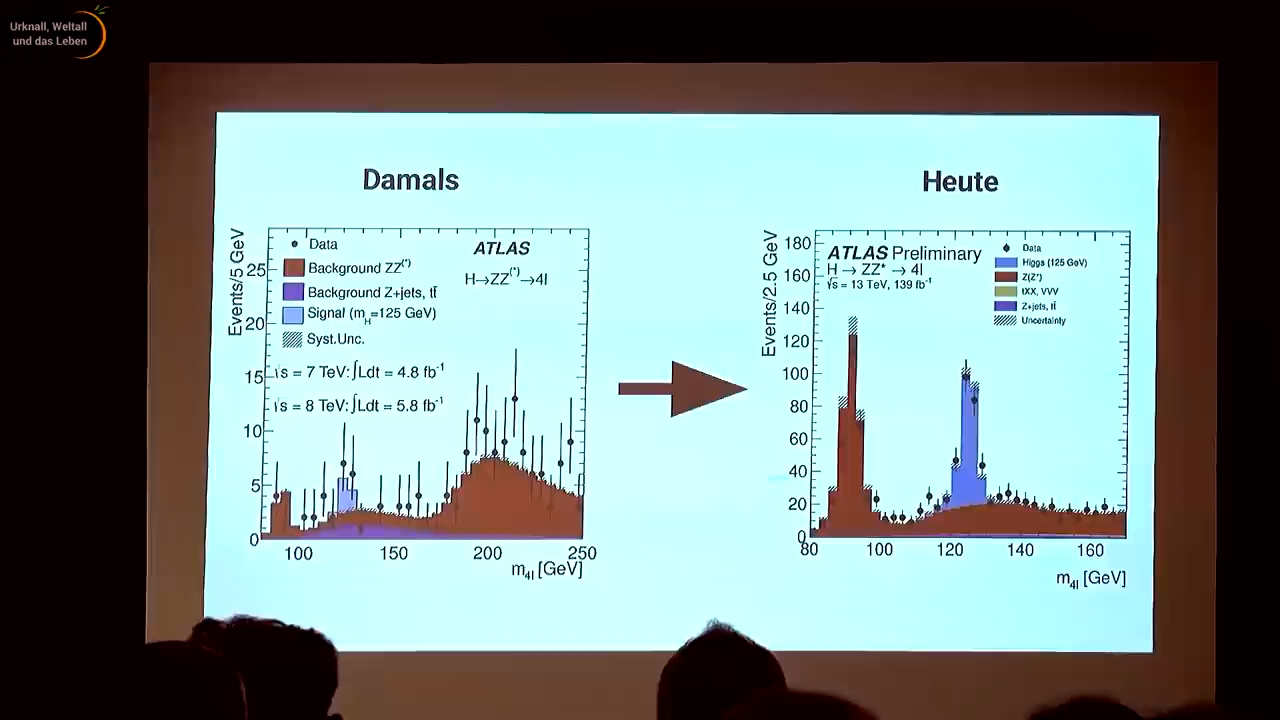 Urknall, Weltall
und das Leben
Damals
Heute
Events/5 GeV
25
20
15
10
5
0
Data
Background ZZ(*)
Background Z+jets, tt̄
Signal (mH=125 GeV)
Syst.Unc.
ATLAS
H→ZZ(*)→4l
√s = 7 TeV: ∫Ldt = 4.8 fb-1
√s = 8 TeV: ∫Ldt = 5.8 fb-1
100 150 200 250
m4l [GeV]
Events/2.5 GeV
180
160
140
120
100
80
60
40
20
0
ATLAS Preliminary
H → ZZ* → 4l
√s = 13 TeV, 139 fb-1
Data
Higgs (125 GeV)
Z(Z*)
tXX, VVV
Z+jets, tt̄
Uncertainty
80 100 120 140 160
m4l [GeV]